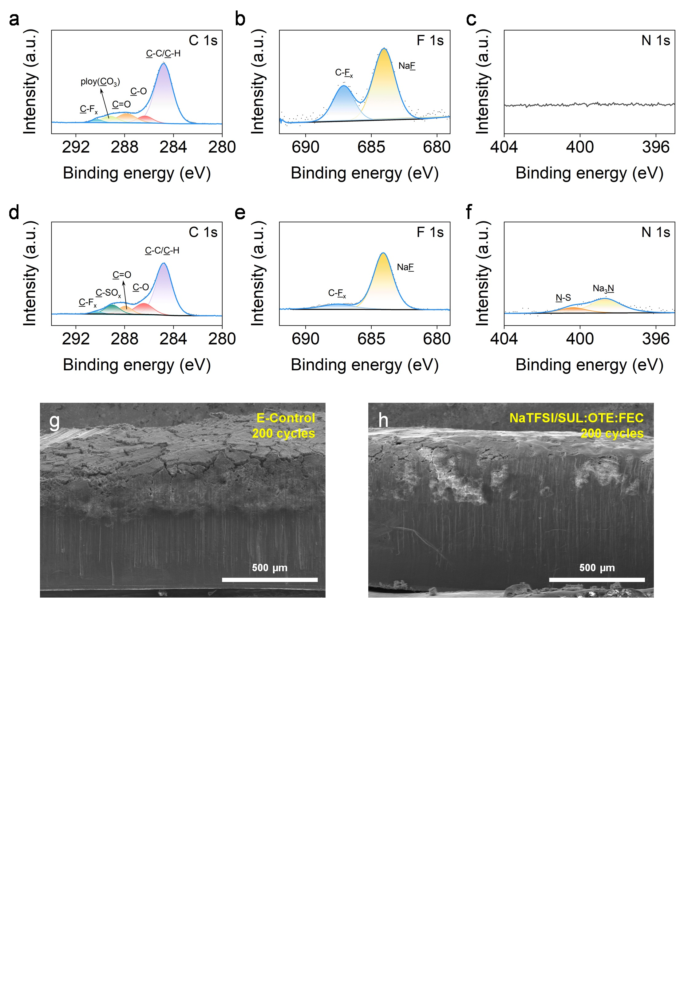 a
Intensity (a.u.)
C 1s
C-C/C-H
ploy(CO₃)
C-O
C=O
C-Fₓ
292 288 284 280
Binding energy (eV)
b
Intensity (a.u.)
F 1s
C-Fₓ
NaF
690 685 680
Binding energy (eV)
c
Intensity (a.u.)
N 1s
404 400 396
Binding energy (eV)
d
Intensity (a.u.)
C 1s
C-C/C-H
C=O
C-SOₓ
C-O
C-Fₓ
292 288 284 280
Binding energy (eV)
e
Intensity (a.u.)
F 1s
NaF
C-Fₓ
690 685 680
Binding energy (eV)
f
Intensity (a.u.)
N 1s
Na₃N
N-S
404 400 396
Binding energy (eV)
g
E-Control
200 cycles
500 µm
h
NaTFSI/SUL:OTE:FEC
200 cycles
500 µm